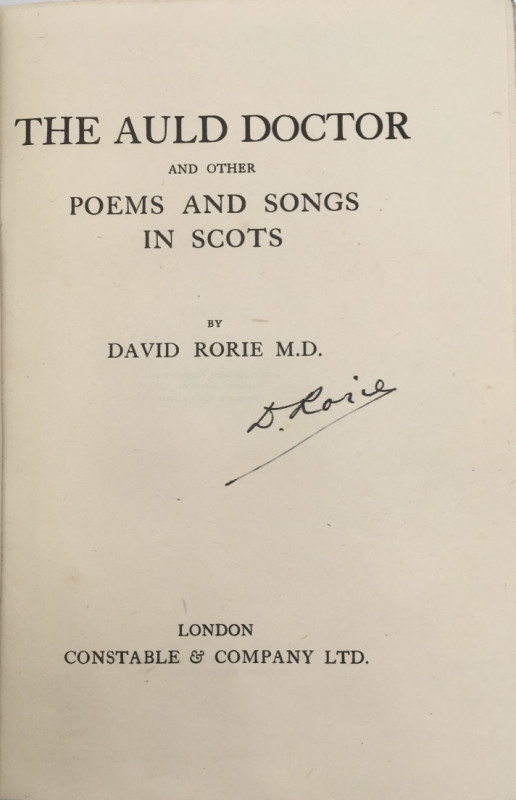 THE AULD DOCTOR
AND OTHER
POEMS AND SONGS
IN SCOTS
BY
DAVID RORIE M.D.
D. Rorie
LONDON
CONSTABLE & COMPANY LTD.